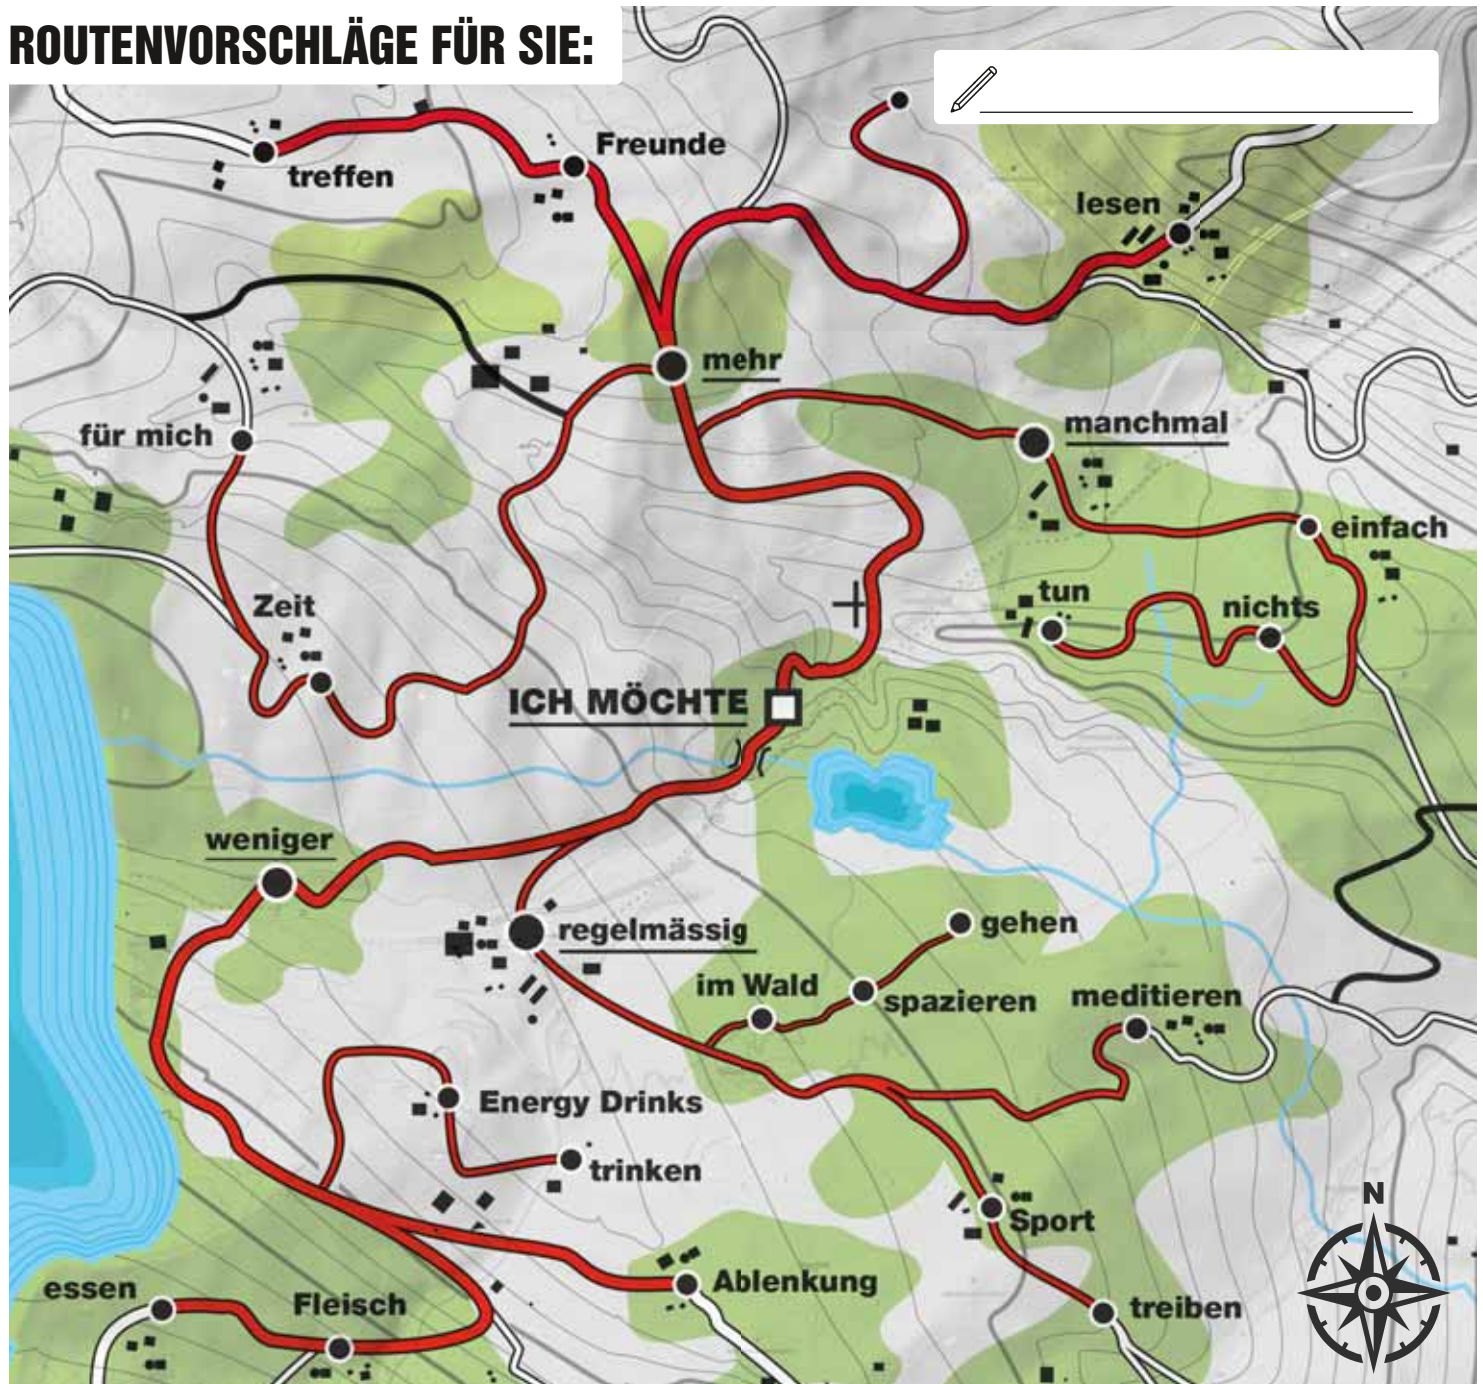 ROUTENVORSCHLÄGE FÜR SIE:
Freunde
treffen
lesen
mehr
manchmal
für mich
einfach
Zeit
tun
nichts
ICH MÖCHTE
weniger
regelmässig
gehen
im Wald
spazieren
meditieren
Energy Drinks
trinken
N
Sport
essen
Fleisch
Ablenkung
treiben